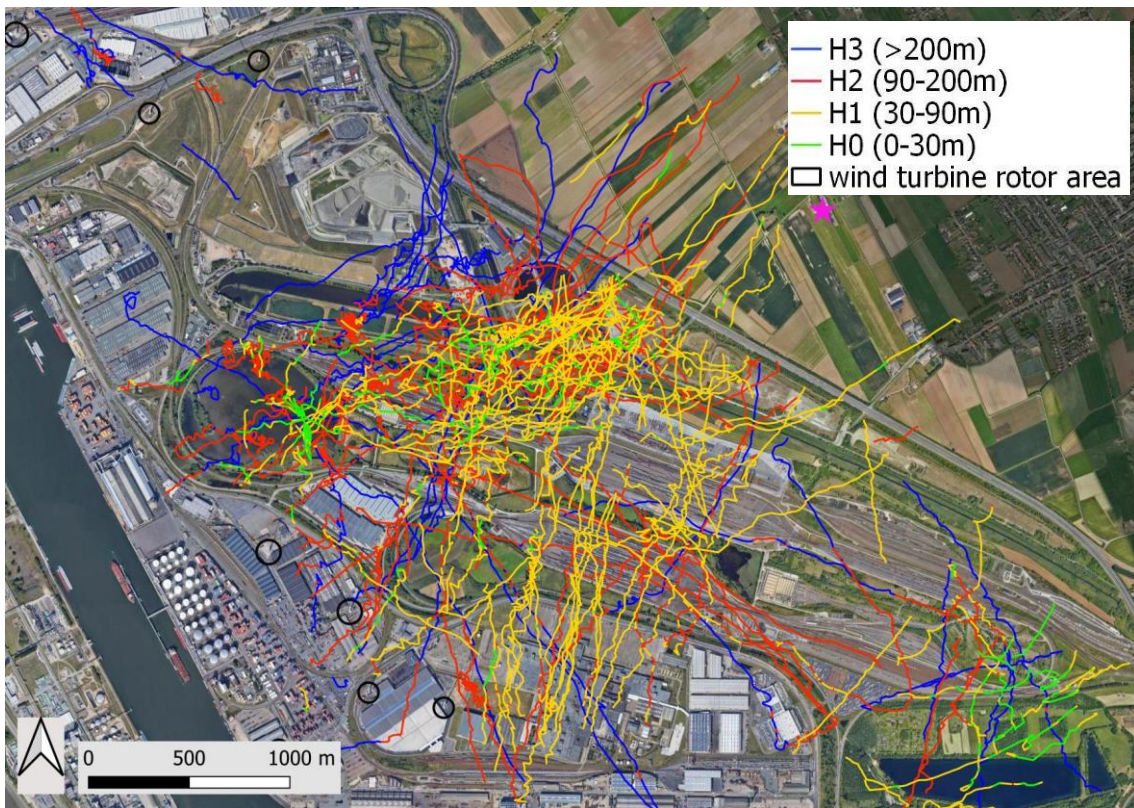 H3 (>200m)
H2 (90-200m)
H1 (30-90m)
H0 (0-30m)
wind turbine rotor area
0 500 1000 m